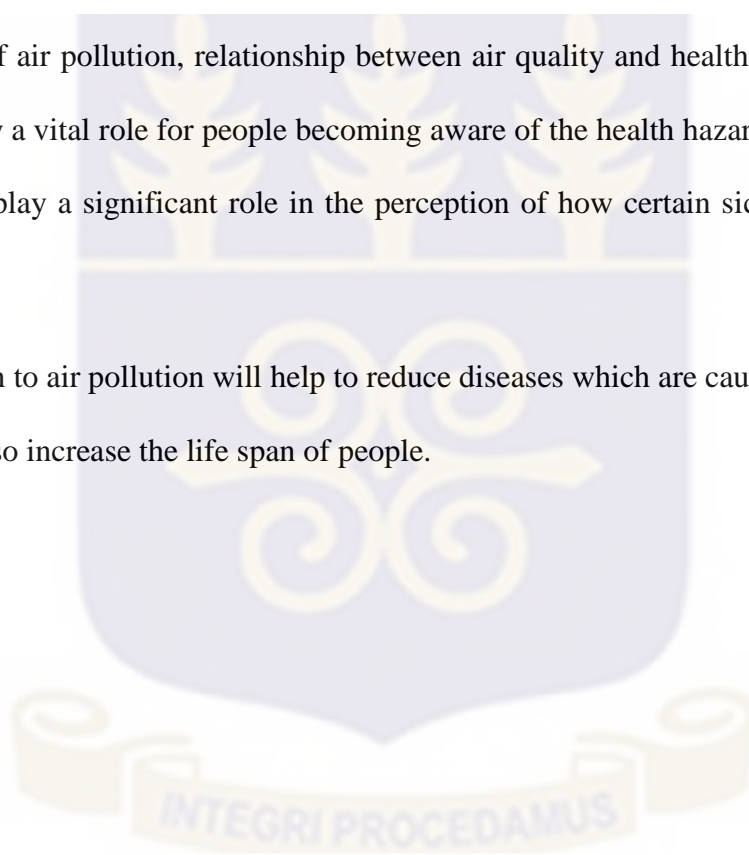 f air pollution, relationship between air quality and health
a vital role for people becoming aware of the health hazar
play a significant role in the perception of how certain sic
to air pollution will help to reduce diseases which are cau
so increase the life span of people.
INTEGRI PROCEDAMUS